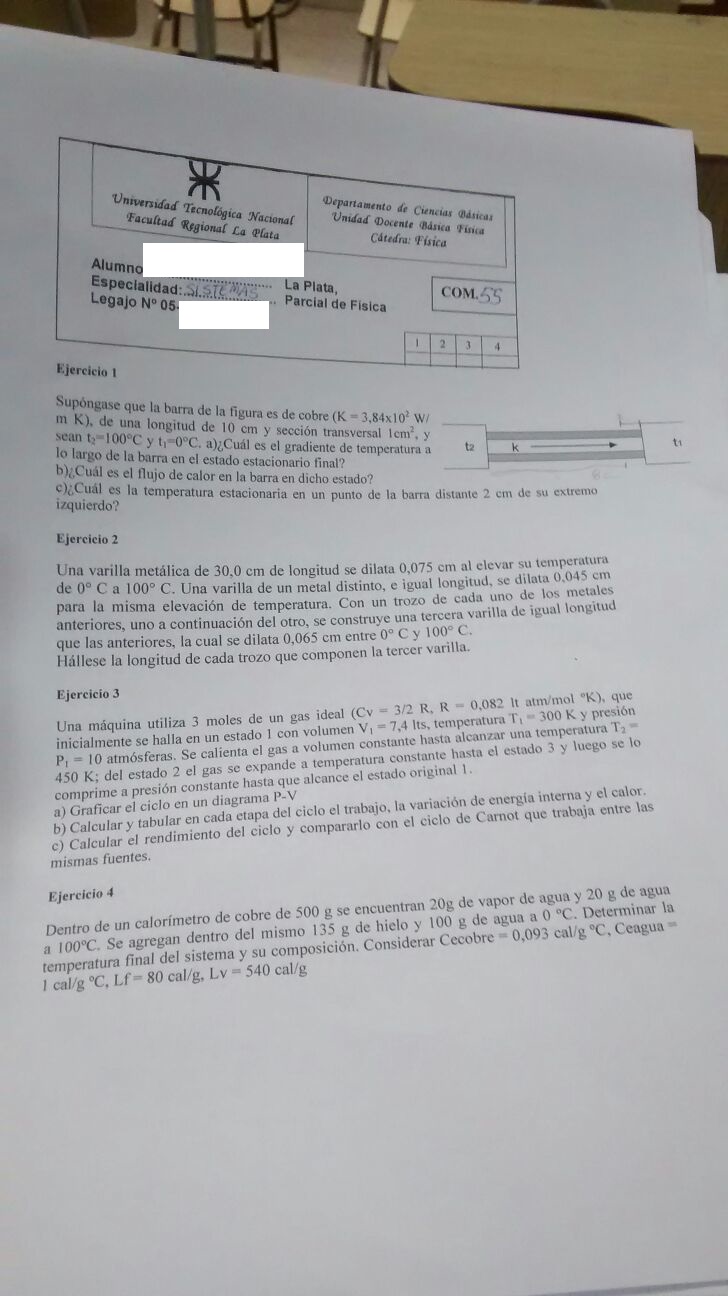 Universidad Tecnológica Nacional
Facultad Regional La Plata
Departamento de Ciencias Básicas
Unidad Docente Básica Física
Cátedra: Física
Alumno
Especialidad: SISTEMAS
Legajo Nº 05-
La Plata,
Parcial de Fisica
COM. 55
1 2 3 4
Ejercicio 1
Supóngase que la barra de la figura es de cobre (K = 3,84x10² W/
m K), de una longitud de 10 cm y sección transversal 1cm², y
sean t₂=100°C y t₁=0°C. a)¿Cuál es el gradiente de temperatura a
lo largo de la barra en el estado estacionario final?
b)¿Cuál es el flujo de calor en la barra en dicho estado?
c)¿Cuál es la temperatura estacionaria en un punto de la barra distante 2 cm de su extremo
izquierdo?
t2
k
t1
Ejercicio 2
Una varilla metálica de 30,0 cm de longitud se dilata 0,075 cm al elevar su temperatura
de 0° C a 100° C. Una varilla de un metal distinto, e igual longitud, se dilata 0,045 cm
para la misma elevación de temperatura. Con un trozo de cada uno de los metales
anteriores, uno a continuación del otro, se construye una tercera varilla de igual longitud
que las anteriores, la cual se dilata 0,065 cm entre 0° C y 100° C.
Hállese la longitud de cada trozo que componen la tercer varilla.
Ejercicio 3
Una máquina utiliza 3 moles de un gas ideal (Cv = 3/2 R, R = 0,082 lt atm/mol °K), que
inicialmente se halla en un estado 1 con volumen V₁ = 7,4 lts, temperatura T₁ = 300 K y presión
P₁ = 10 atmósferas. Se calienta el gas a volumen constante hasta alcanzar una temperatura T₂ =
450 K; del estado 2 el gas se expande a temperatura constante hasta el estado 3 y luego se lo
comprime a presión constante hasta que alcance el estado original 1.
a) Graficar el ciclo en un diagrama P-V
b) Calcular y tabular en cada etapa del ciclo el trabajo, la variación de energía interna y el calor.
c) Calcular el rendimiento del ciclo y compararlo con el ciclo de Carnot que trabaja entre las
mismas fuentes.
Ejercicio 4
Dentro de un calorímetro de cobre de 500 g se encuentran 20g de vapor de agua y 20 g de agua
a 100°C. Se agregan dentro del mismo 135 g de hielo y 100 g de agua a 0 °C. Determinar la
temperatura final del sistema y su composición. Considerar Cecobre = 0,093 cal/g °C, Ceagua =
1 cal/g °C, Lf = 80 cal/g, Lv = 540 cal/g